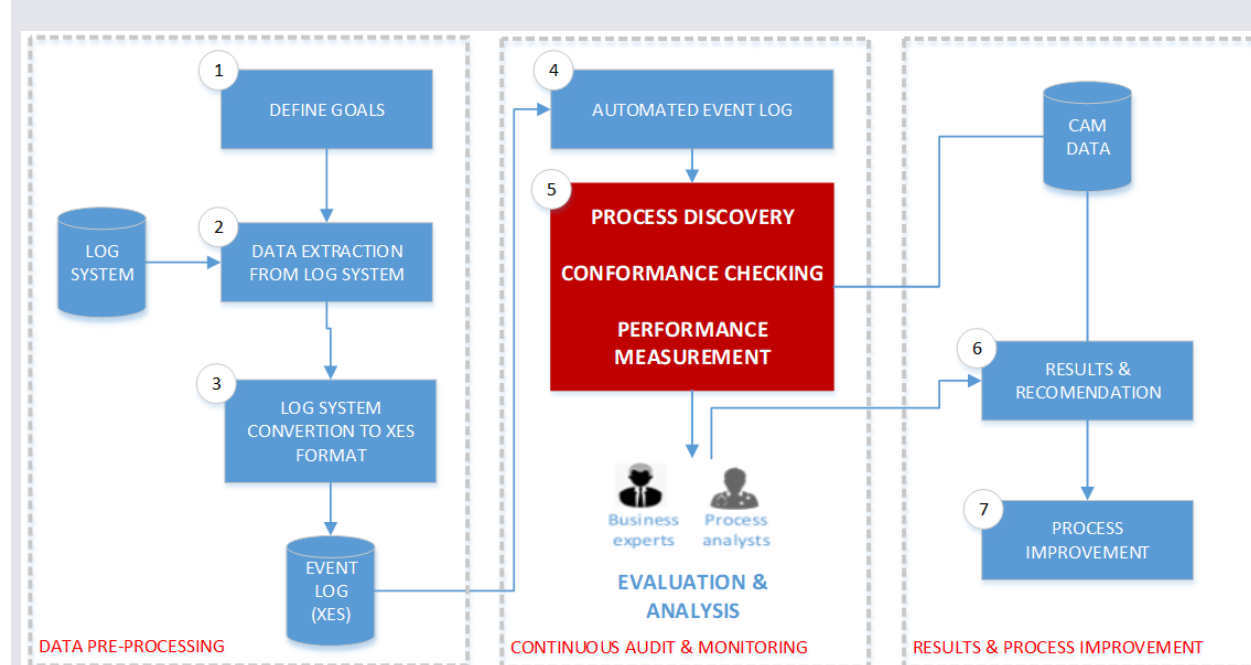 1
DEFINE GOALS
LOG
SYSTEM
2
DATA EXTRACTION
FROM LOG SYSTEM
3
LOG SYSTEM
CONVERTION TO XES
FORMAT
EVENT
LOG
(XES)
DATA PRE-PROCESSING
4
AUTOMATED EVENT LOG
5
PROCESS DISCOVERY
CONFORMANCE CHECKING
PERFORMANCE
MEASUREMENT
Business
experts
Process
analysts
EVALUATION &
ANALYSIS
CONTINUOUS AUDIT & MONITORING
CAM
DATA
6
RESULTS &
RECOMENDATION
7
PROCESS
IMPROVEMENT
RESULTS & PROCESS IMPROVEMENT